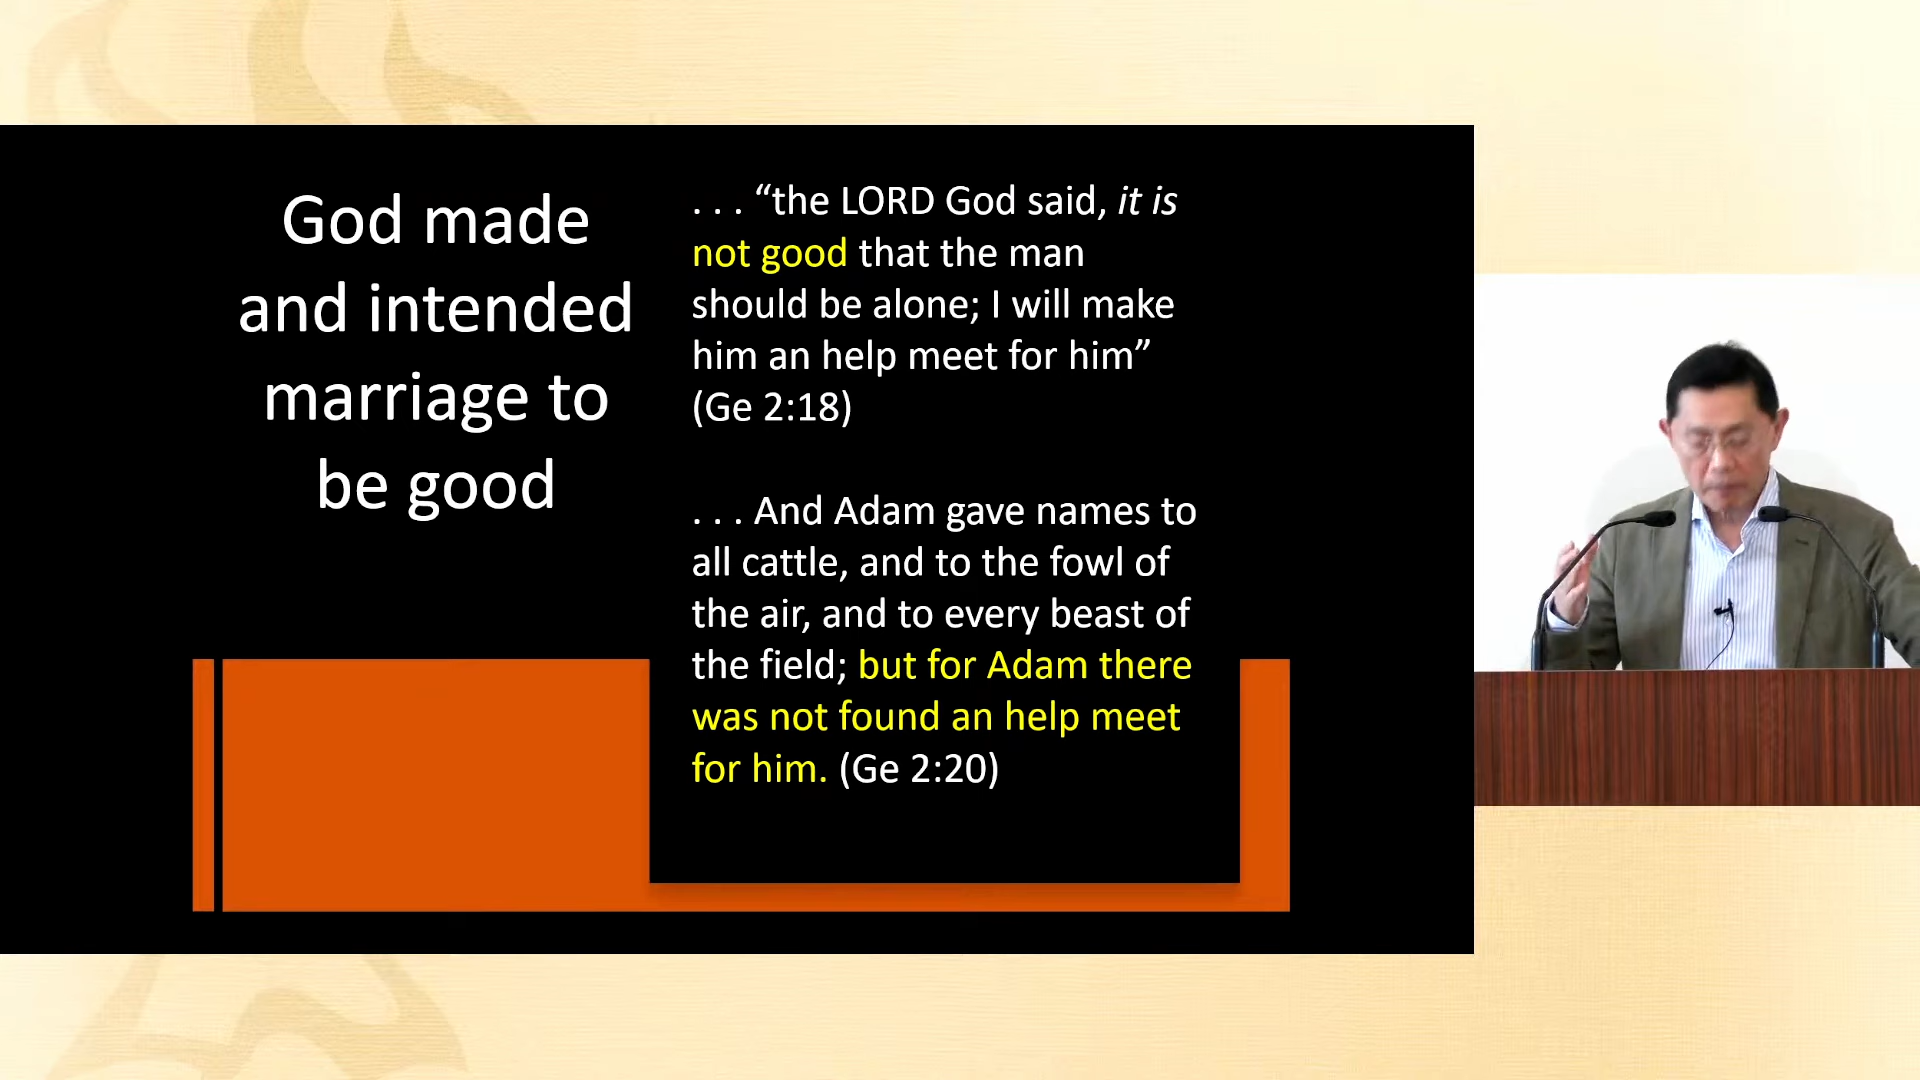 God made
and intended
marriage to
be good
. . . “the LORD God said, it is
not good that the man
should be alone; I will make
him an help meet for him”
(Ge 2:18)
. . . And Adam gave names to
all cattle, and to the fowl of
the air, and to every beast of
the field; but for Adam there
was not found an help meet
for him. (Ge 2:20)